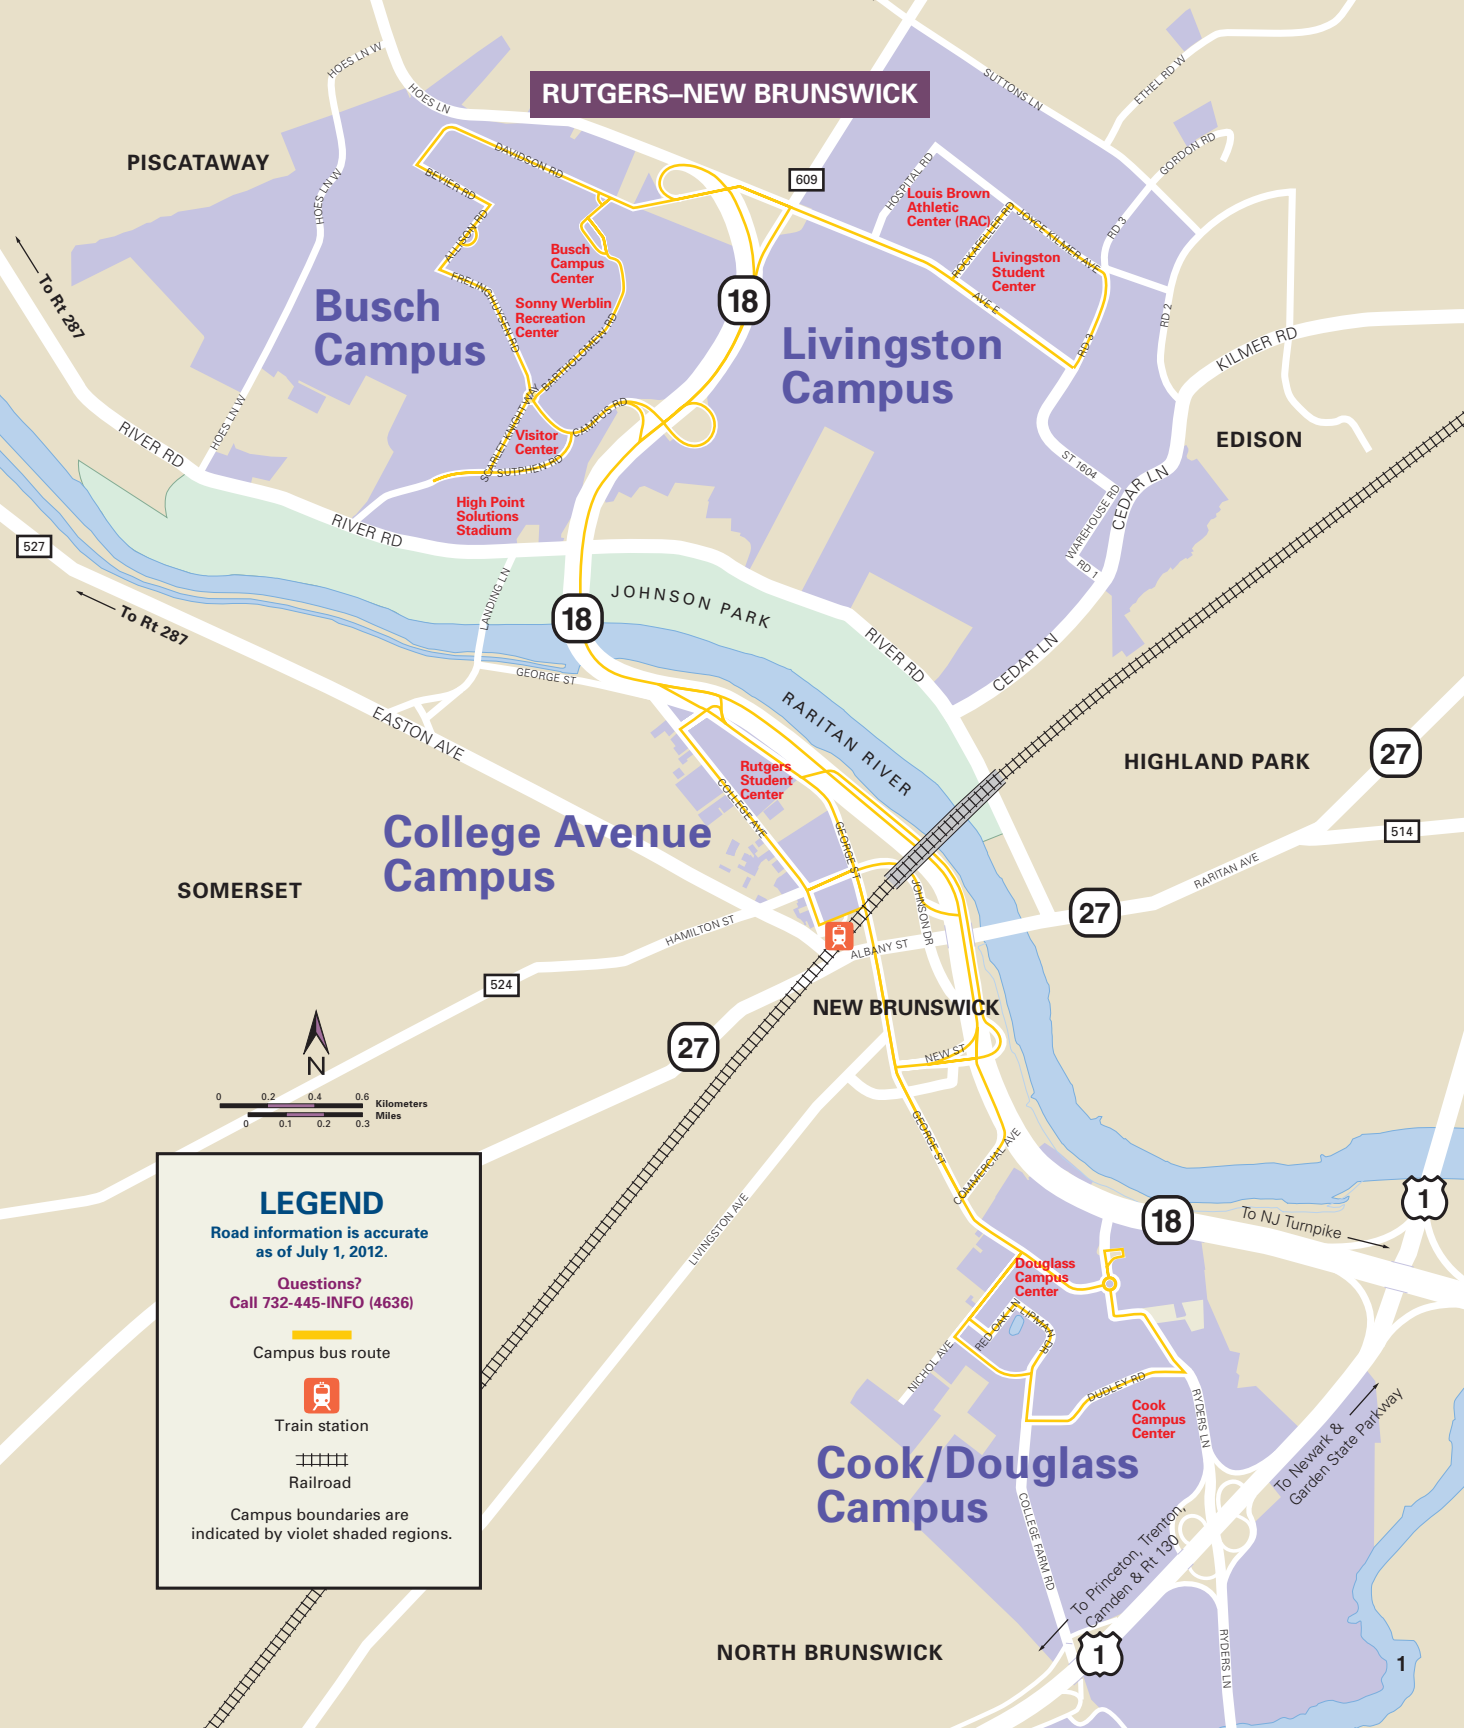 RUTGERS–NEW BRUNSWICK
HOES LN W
HOES LN
SUTTONS LN
ETHEL RD W
GORDON RD
PISCATAWAY
DAVIDSON RD
BEVIER RD
609
HOSPITAL RD
Louis Brown
Athletic
Center (RAC)
HOES LN W
ALLISON RD
ROCKAFELLER RD
JOYCE KILMER AVE
RD 3
Busch
Campus
Center
Livingston
Student
Center
To Rt 287
FRELINGHUYSEN RD
Busch
Campus
Sonny Werblin
Recreation
Center
BARTHOLOMEW RD
18
AVE E
RD 2
RD 3
Livingston
Campus
KILMER RD
HOES LN W
RIVER RD
SCARLET KNIGHT WAY
CAMPUS RD
Visitor
Center
SUTPHEN RD
EDISON
ST 1604
CEDAR LN
WAREHOUSE RD
RD 1
High Point
Solutions
Stadium
RIVER RD
527
To Rt 287
LANDING LN
18
JOHNSON PARK
RIVER RD
CEDAR LN
GEORGE ST
EASTON AVE
RARITAN RIVER
HIGHLAND PARK
27
Rutgers
Student
Center
COLLEGE AVE
GEORGE ST
College Avenue
Campus
514
RARITAN AVE
SOMERSET
27
JOHNSON DR
HAMILTON ST
ALBANY ST
524
NEW BRUNSWICK
27
NEW ST
N
0 0.2 0.4 0.6
Kilometers
Miles
0 0.1 0.2 0.3
GEORGE ST
COMMERCIAL AVE
LIVINGSTON AVE
18
To NJ Turnpike
1
LEGEND
Road information is accurate
as of July 1, 2012.
Questions?
Call 732-445-INFO (4636)
Campus bus route
Train station
Railroad
Campus boundaries are
indicated by violet shaded regions.
Douglass
Campus
Center
RED OAK LN
LIPMAN DR
NICHOL AVE
DUDLEY RD
Cook
Campus
Center
RYDERS LN
Cook/Douglass
Campus
To Newark &
Garden State Parkway
COLLEGE FARM RD
To Princeton, Trenton,
Camden & Rt 130
NORTH BRUNSWICK
1
RYDERS LN
1